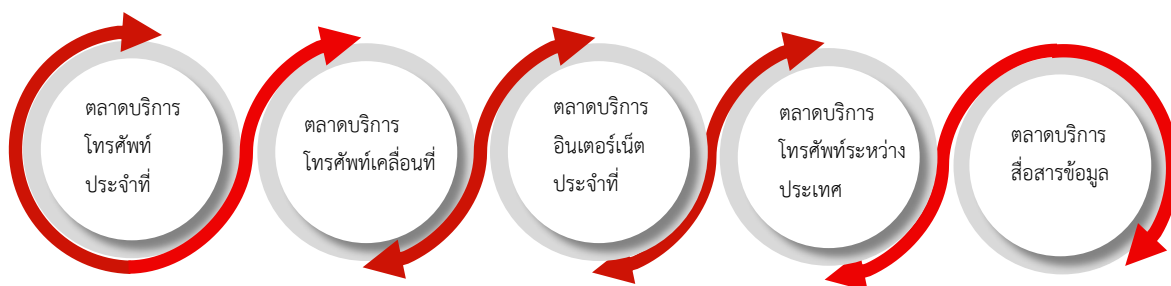 ตลาดบริการ
โทรศัพท์
ประจำที่
ตลาดบริการ
โทรศัพท์เคลื่อนที่
ตลาดบริการ
อินเตอร์เน็ต
ประจำที่
ตลาดบริการ
โทรศัพท์ระหว่าง
ประเทศ
ตลาดบริการ
สื่อสารข้อมูล